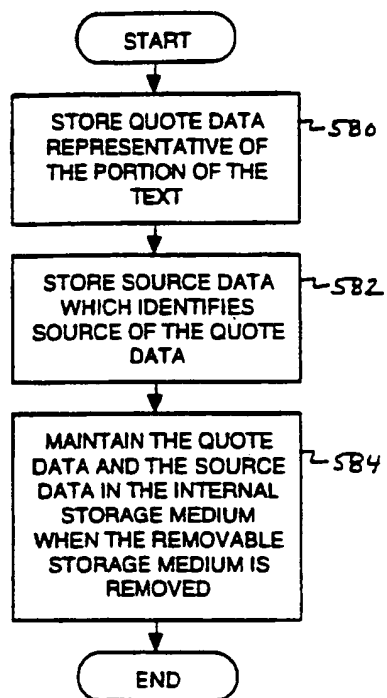 START
STORE QUOTE DATA
REPRESENTATIVE OF
THE PORTION OF THE
TEXT
580
STORE SOURCE DATA
WHICH IDENTIFIES
SOURCE OF THE QUOTE
DATA
582
MAINTAIN THE QUOTE
DATA AND THE SOURCE
DATA IN THE INTERNAL
STORAGE MEDIUM
WHEN THE REMOVABLE
STORAGE MEDIUM IS
REMOVED
584
END